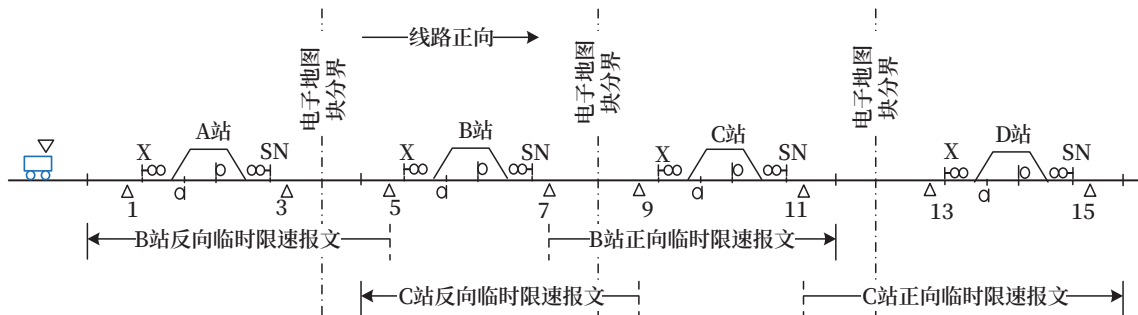 线路正向
电子地图
块分界
电子地图
块分界
电子地图
块分界
A站
B站
C站
D站
X
SN
X
SN
X
SN
X
SN
1
3
5
7
9
11
13
15
B站反向临时限速报文
B站正向临时限速报文
C站反向临时限速报文
C站正向临时限速报文